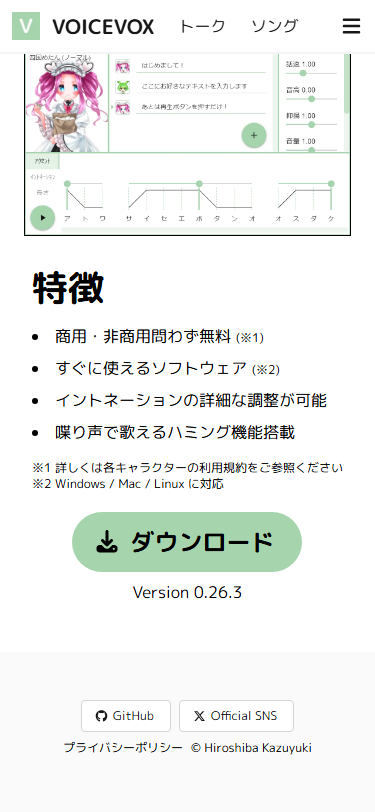 V VOICEVOX トーク ソング
四国めたん (ノーマル)
はじめまして！
ここにお好きなテキストを入力します
あとは再生ボタンを押すだけ！
話速 1.00
音高 0.00
抑揚 1.00
音量 1.00
アクセント
イントネーション
長さ
ア ト ワ サ イ セ エ ボ タ ン オ オ ス ダ ケ
特徴
• 商用・非商用問わず無料 (※1)
• すぐに使えるソフトウェア (※2)
• イントネーションの詳細な調整が可能
• 喋り声で歌えるハミング機能搭載
※1 詳しくは各キャラクターの利用規約をご参照ください
※2 Windows / Mac / Linux に対応
ダウンロード
Version 0.26.3
GitHub Official SNS
プライバシーポリシー © Hiroshiba Kazuyuki